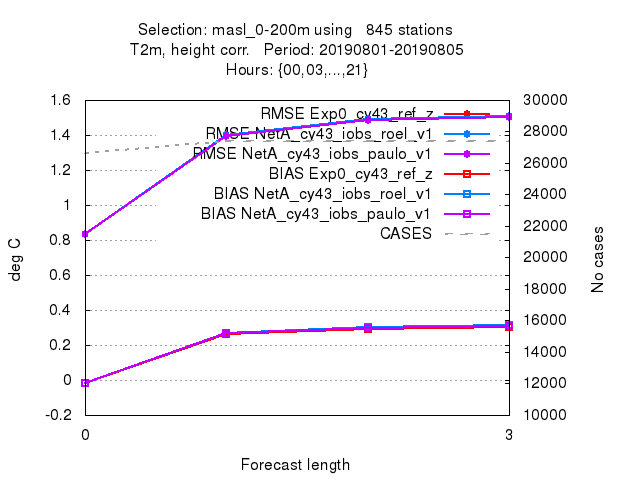 Selection: masl_0-200m using 845 stations
T2m, height corr. Period: 20190801-20190805
Hours: {00,03,...,21}
1.6
1.4
1.2
1
0.8
0.6
0.4
0.2
0
-0.2
deg C
RMSE Exp0_cy43_ref_z
RMSE NetA_cy43_iobs_roel_v1
RMSE NetA_cy43_iobs_paulo_v1
BIAS Exp0_cy43_ref_z
BIAS NetA_cy43_iobs_roel_v1
BIAS NetA_cy43_iobs_paulo_v1
CASES
30000
28000
26000
24000
22000
20000
18000
16000
14000
12000
10000
No cases
0
3
Forecast length